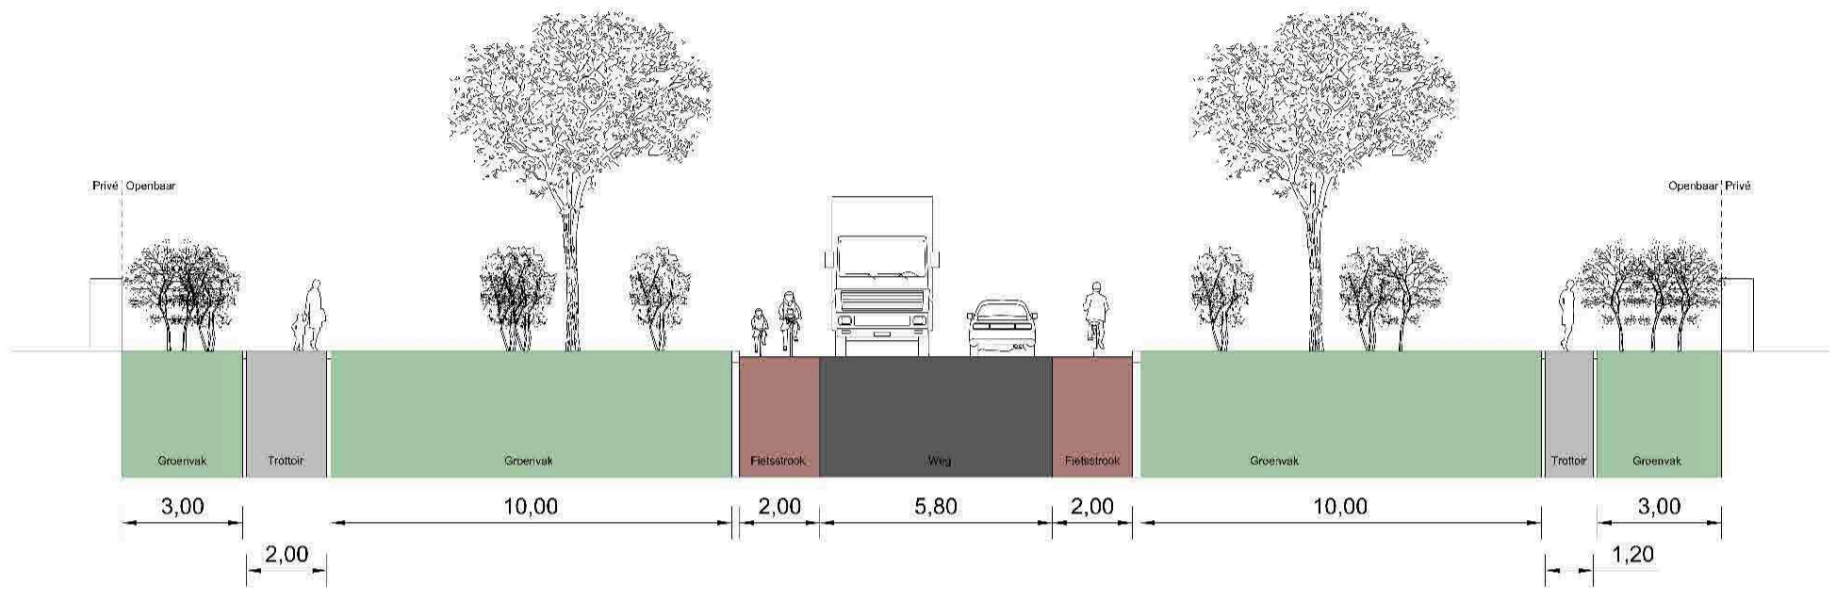 Privé Openbaar
Openbaar Privé
Groenvak
Trottoir
Groenvak
Fietsstrook
Weg
Fietsstrook
Groenvak
Trottoir
Groenvak
3,00
10,00
2,00
5,80
2,00
10,00
3,00
2,00
1,20